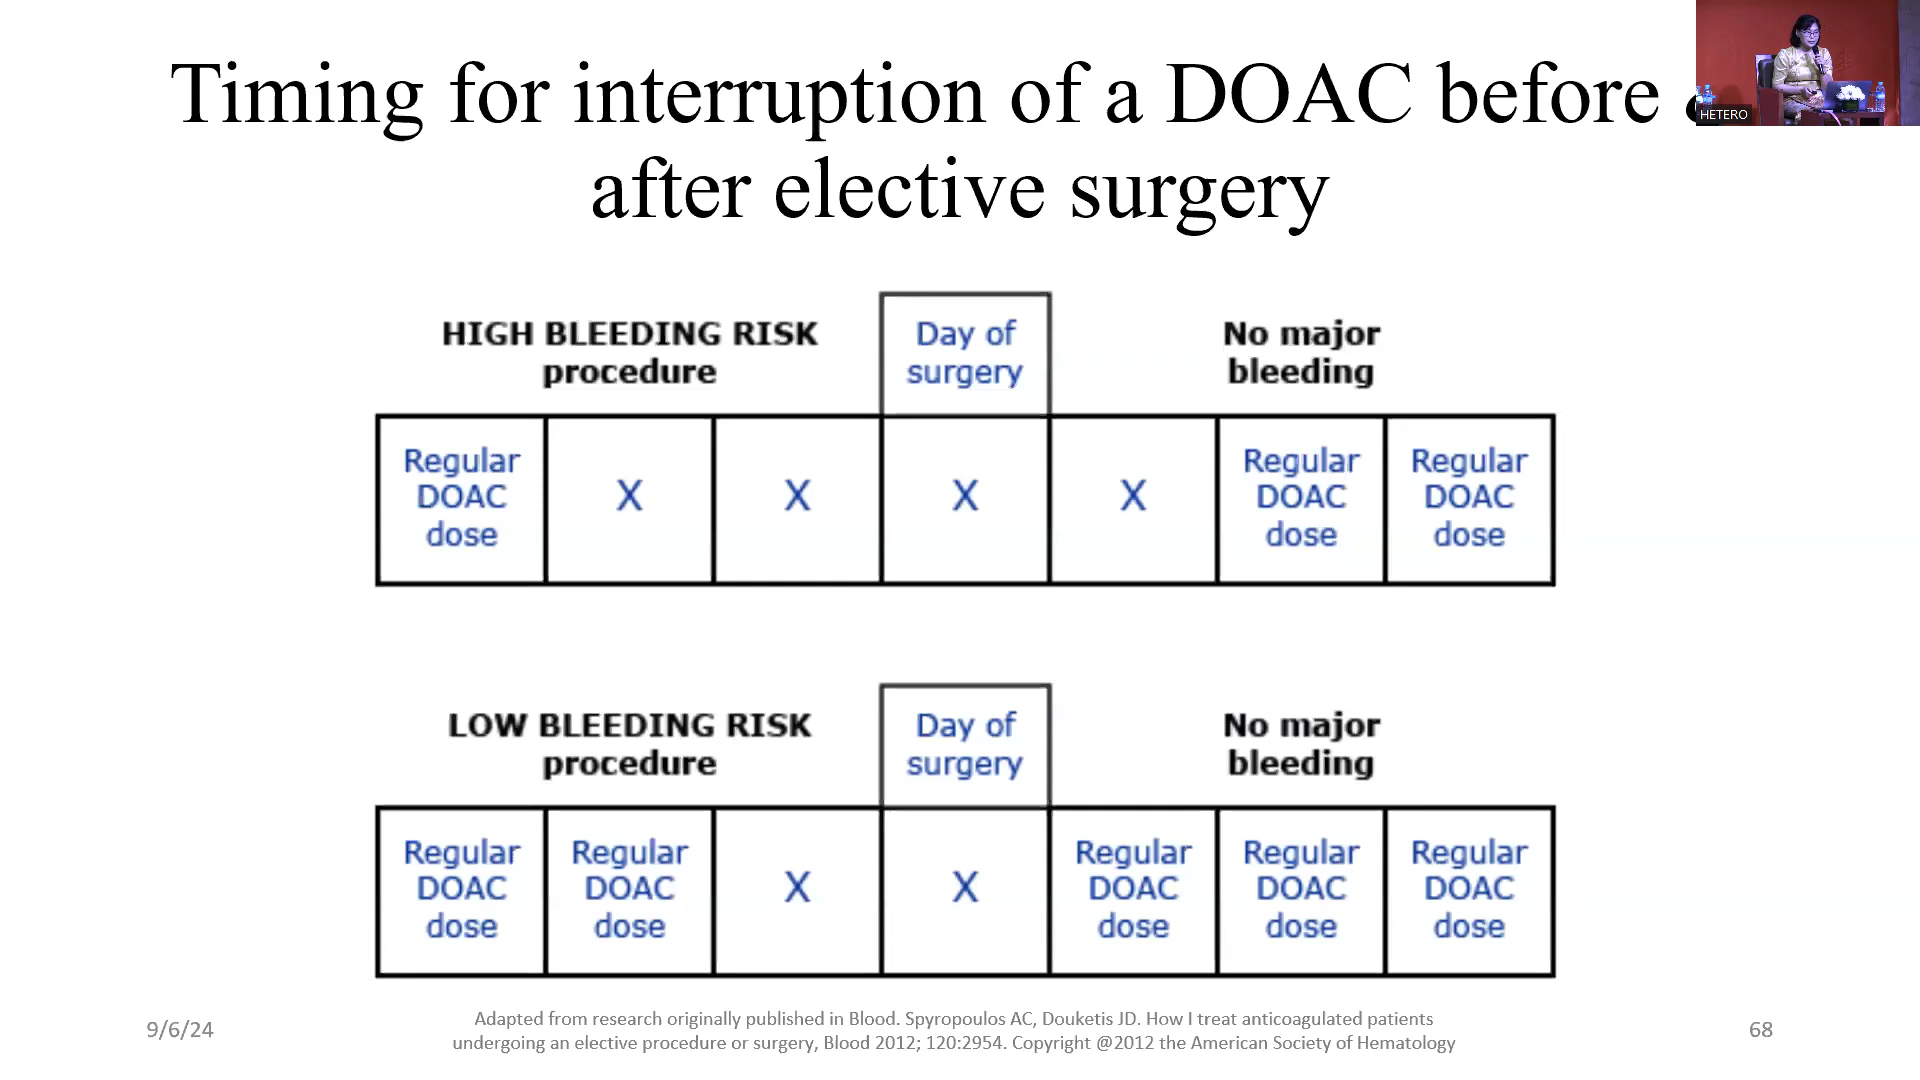 Timing for interruption of a DOAC before
after elective surgery
HETERO
HIGH BLEEDING RISK
procedure
Day of
surgery
No major
bleeding
Regular
DOAC
dose
X
X
X
X
Regular
DOAC
dose
Regular
DOAC
dose
LOW BLEEDING RISK
procedure
Day of
surgery
No major
bleeding
Regular
DOAC
dose
Regular
DOAC
dose
X
X
Regular
DOAC
dose
Regular
DOAC
dose
Regular
DOAC
dose
9/6/24
Adapted from research originally published in Blood. Spyropoulos AC, Douketis JD. How I treat anticoagulated patients
undergoing an elective procedure or surgery, Blood 2012; 120:2954. Copyright @2012 the American Society of Hematology
68